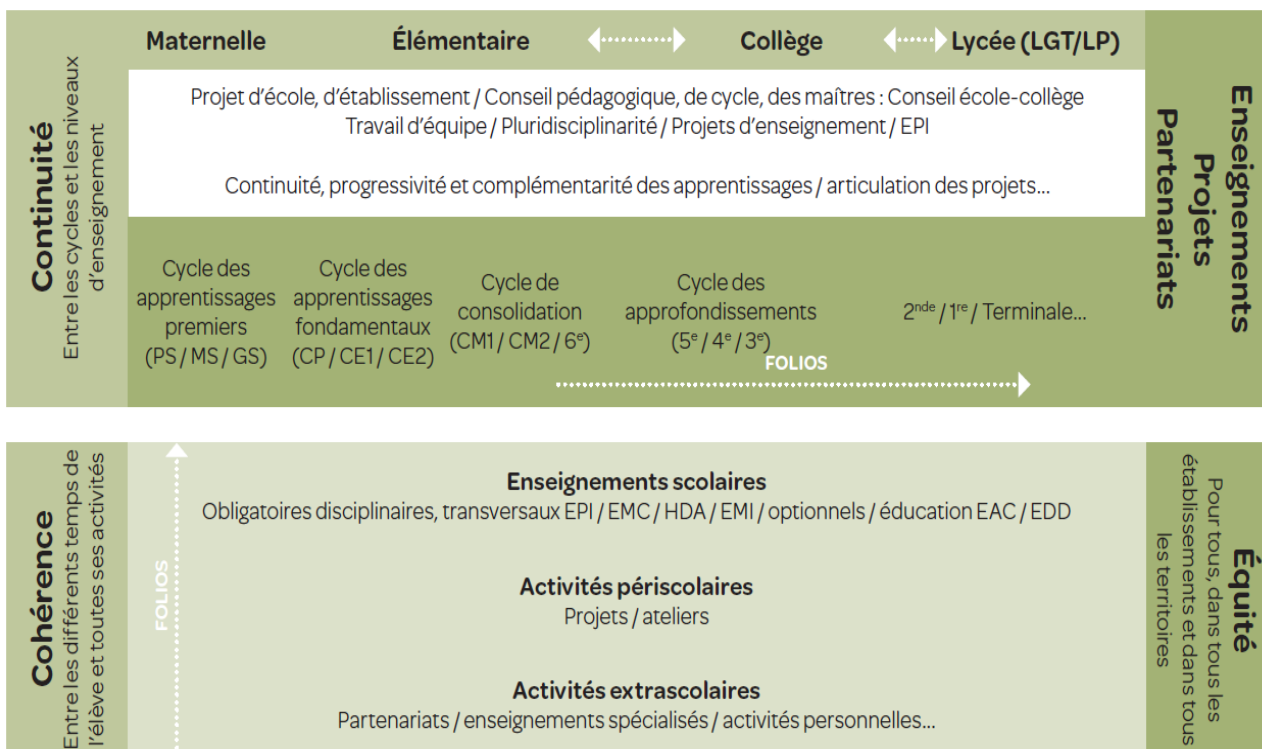 Maternelle
Élémentaire
Collège
Lycée (LGT/LP)
Continuité
Entre les cycles et les niveaux
d'enseignement
Projet d'école, d'établissement / Conseil pédagogique, de cycle, des maîtres : Conseil école-collège
Travail d'équipe / Pluridisciplinarité / Projets d'enseignement / EPI
Continuité, progressivité et complémentarité des apprentissages / articulation des projets...
Cycle des
apprentissages
premiers
(PS / MS / GS)
Cycle des
apprentissages
fondamentaux
(CP / CE1 / CE2)
Cycle de
consolidation
(CM1 / CM2 / 6e)
Cycle des
approfondissements
(5e / 4e / 3e)
2nde / 1re / Terminale...
FOLIOS
Enseignements
Projets
Partenariats
Cohérence
Entre les différents temps de
l'élève et toutes ses activités
FOLIOS
Enseignements scolaires
Obligatoires disciplinaires, transversaux EPI / EMC / HDA / EMI / optionnels / éducation EAC / EDD
Activités périscolaires
Projets / ateliers
Activités extrascolaires
Partenariats / enseignements spécialisés / activités personnelles...
Équité
Pour tous, dans tous les
établissements et dans tous
les territoires